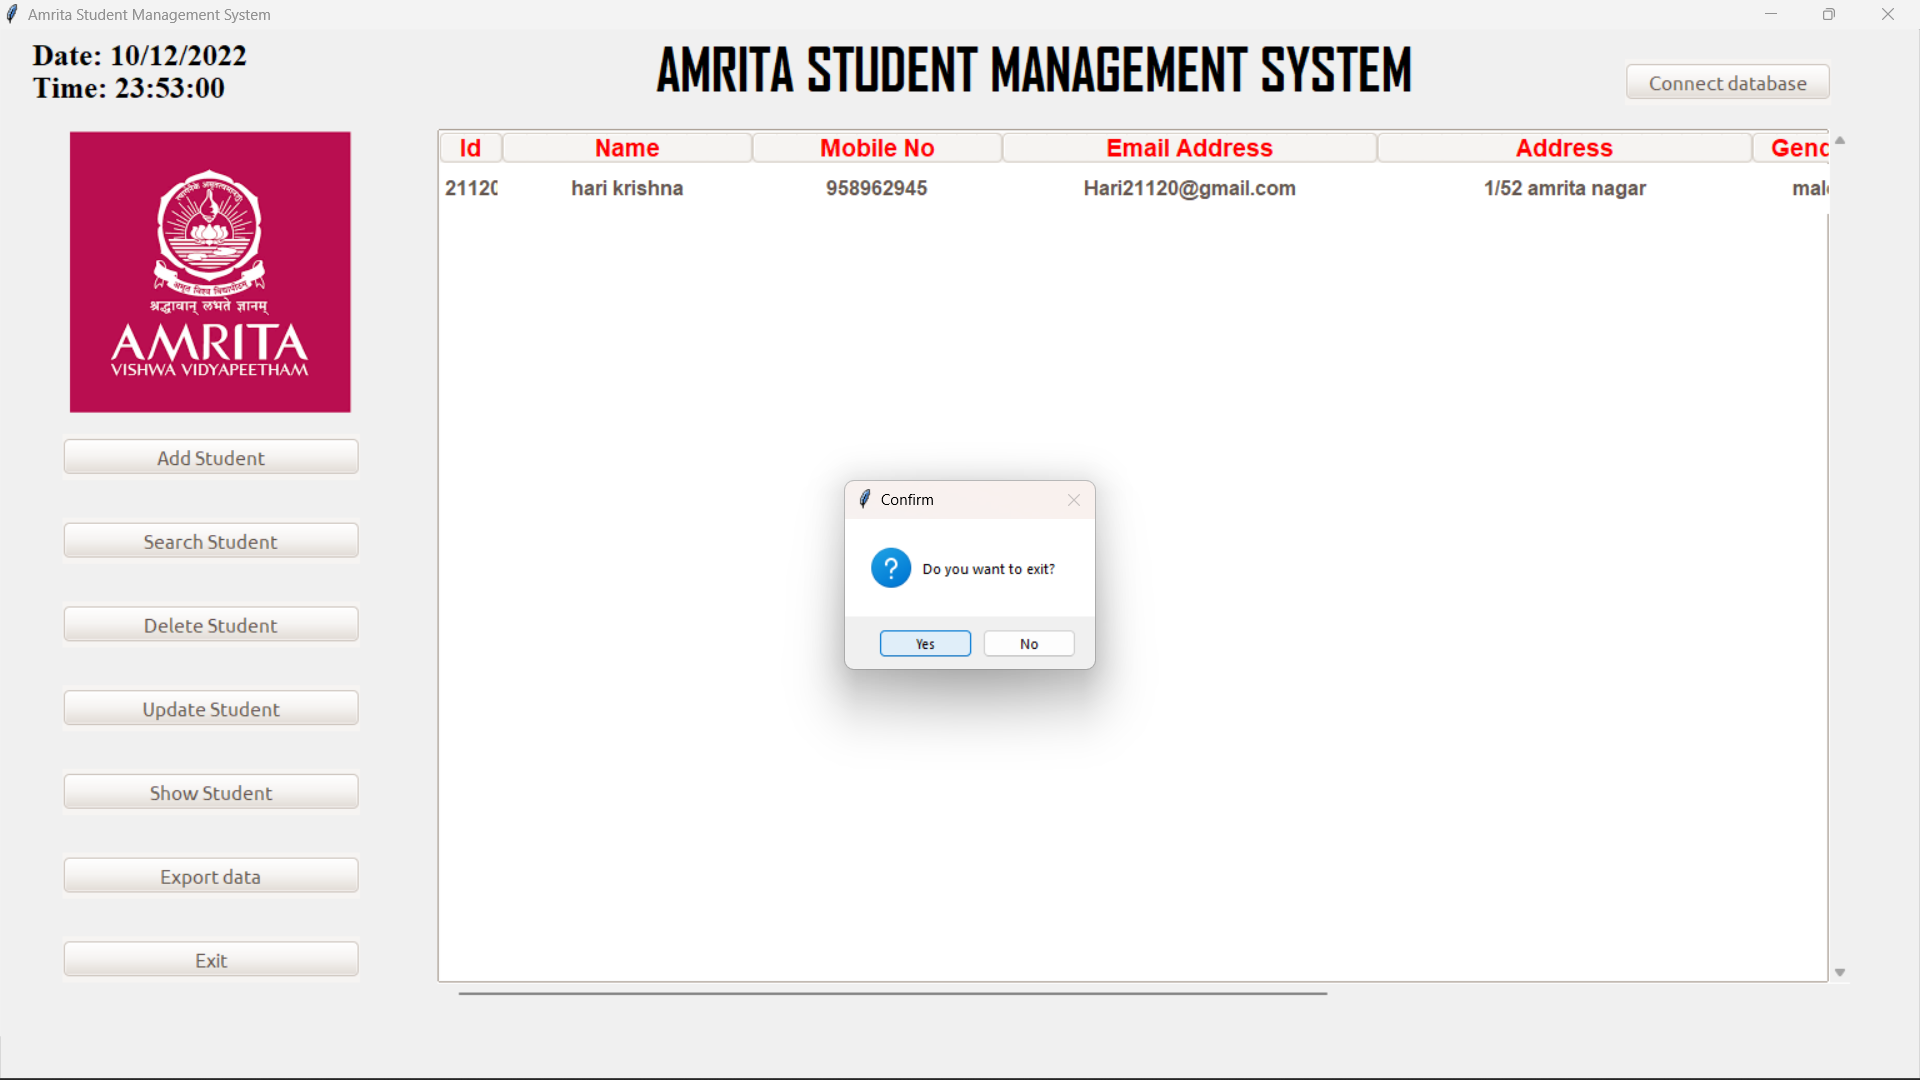 Amrita Student Management System
Date: 10/12/2022
Time: 23:53:00
AMRITA STUDENT MANAGEMENT SYSTEM
Connect database
Id Name Mobile No Email Address Address Gend
21120 hari krishna 958962945 Hari21120@gmail.com 1/52 amrita nagar male
श्रद्धावान् लभते ज्ञानम्
AMRITA
VISHWA VIDYAPEETHAM
Add Student
Search Student
Delete Student
Update Student
Show Student
Export data
Exit
Confirm
?
Do you want to exit?
Yes No